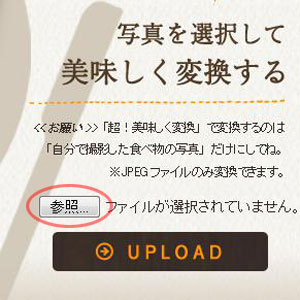 写真を選択して
美味しく変換する
<<お願い>>「超！美味しく変換」で変換するのは
「自分で撮影した食べ物の写真」だけにしてね。
※JPEGファイルのみ変換できます。
参照... ファイルが選択されていません。
UPLOAD